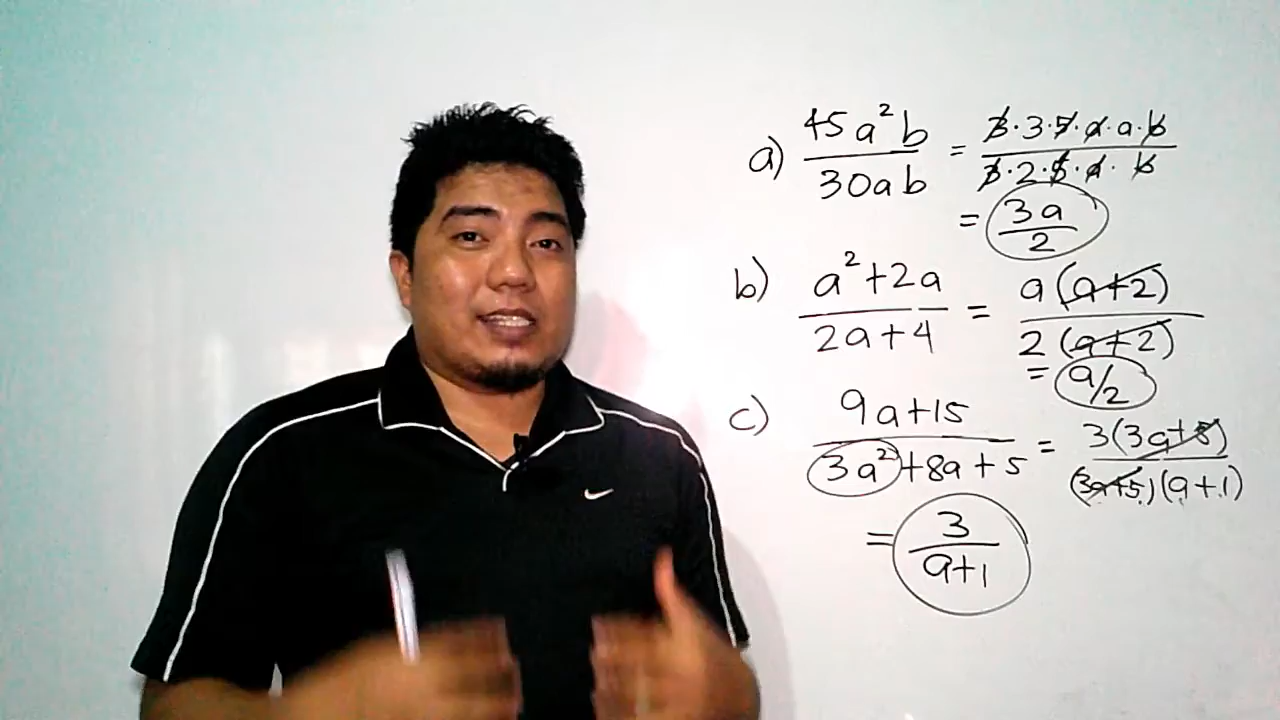 a) 45a²b / 30ab = 3·3·5·a·a·b / 3·2·5·a·b
= 3a / 2
b) a²+2a / 2a+4 = a(a+2) / 2(a+2)
= a/2
c) 9a+15 / 3a²+8a+5 = 3(3a+5) / (3a+5)(a+1)
= 3 / a+1